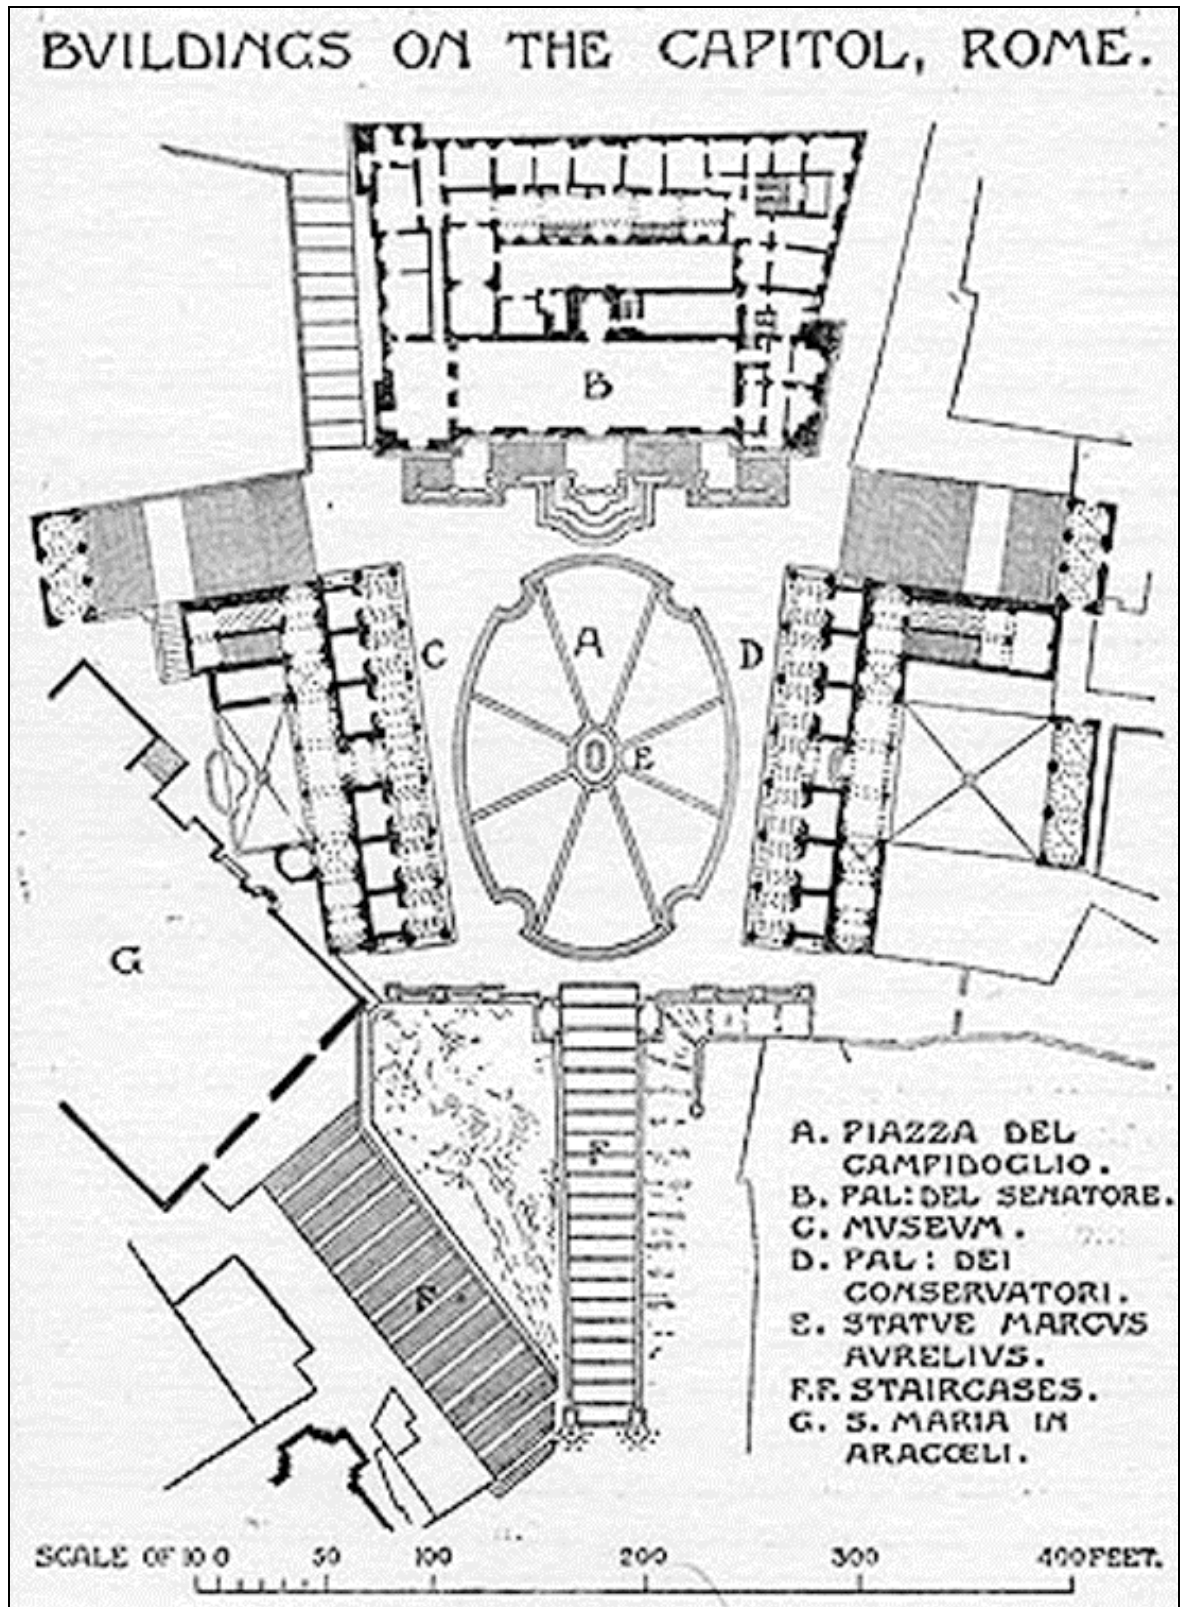 BVILDINGS ON THE CAPITOL, ROME.
B
A
C
D
E
G
F
F
A. PIAZZA DEL
CAMPIDOGLIO.
B. PAL: DEL SENATORE.
C. MVSEVM.
D. PAL: DEI
CONSERVATORI.
E. STATVE MARCVS
AVRELIVS.
F.F. STAIRCASES.
G. S. MARIA IN
ARACŒLI.
SCALE OF 10 0 50 100 200 300 400 FEET.